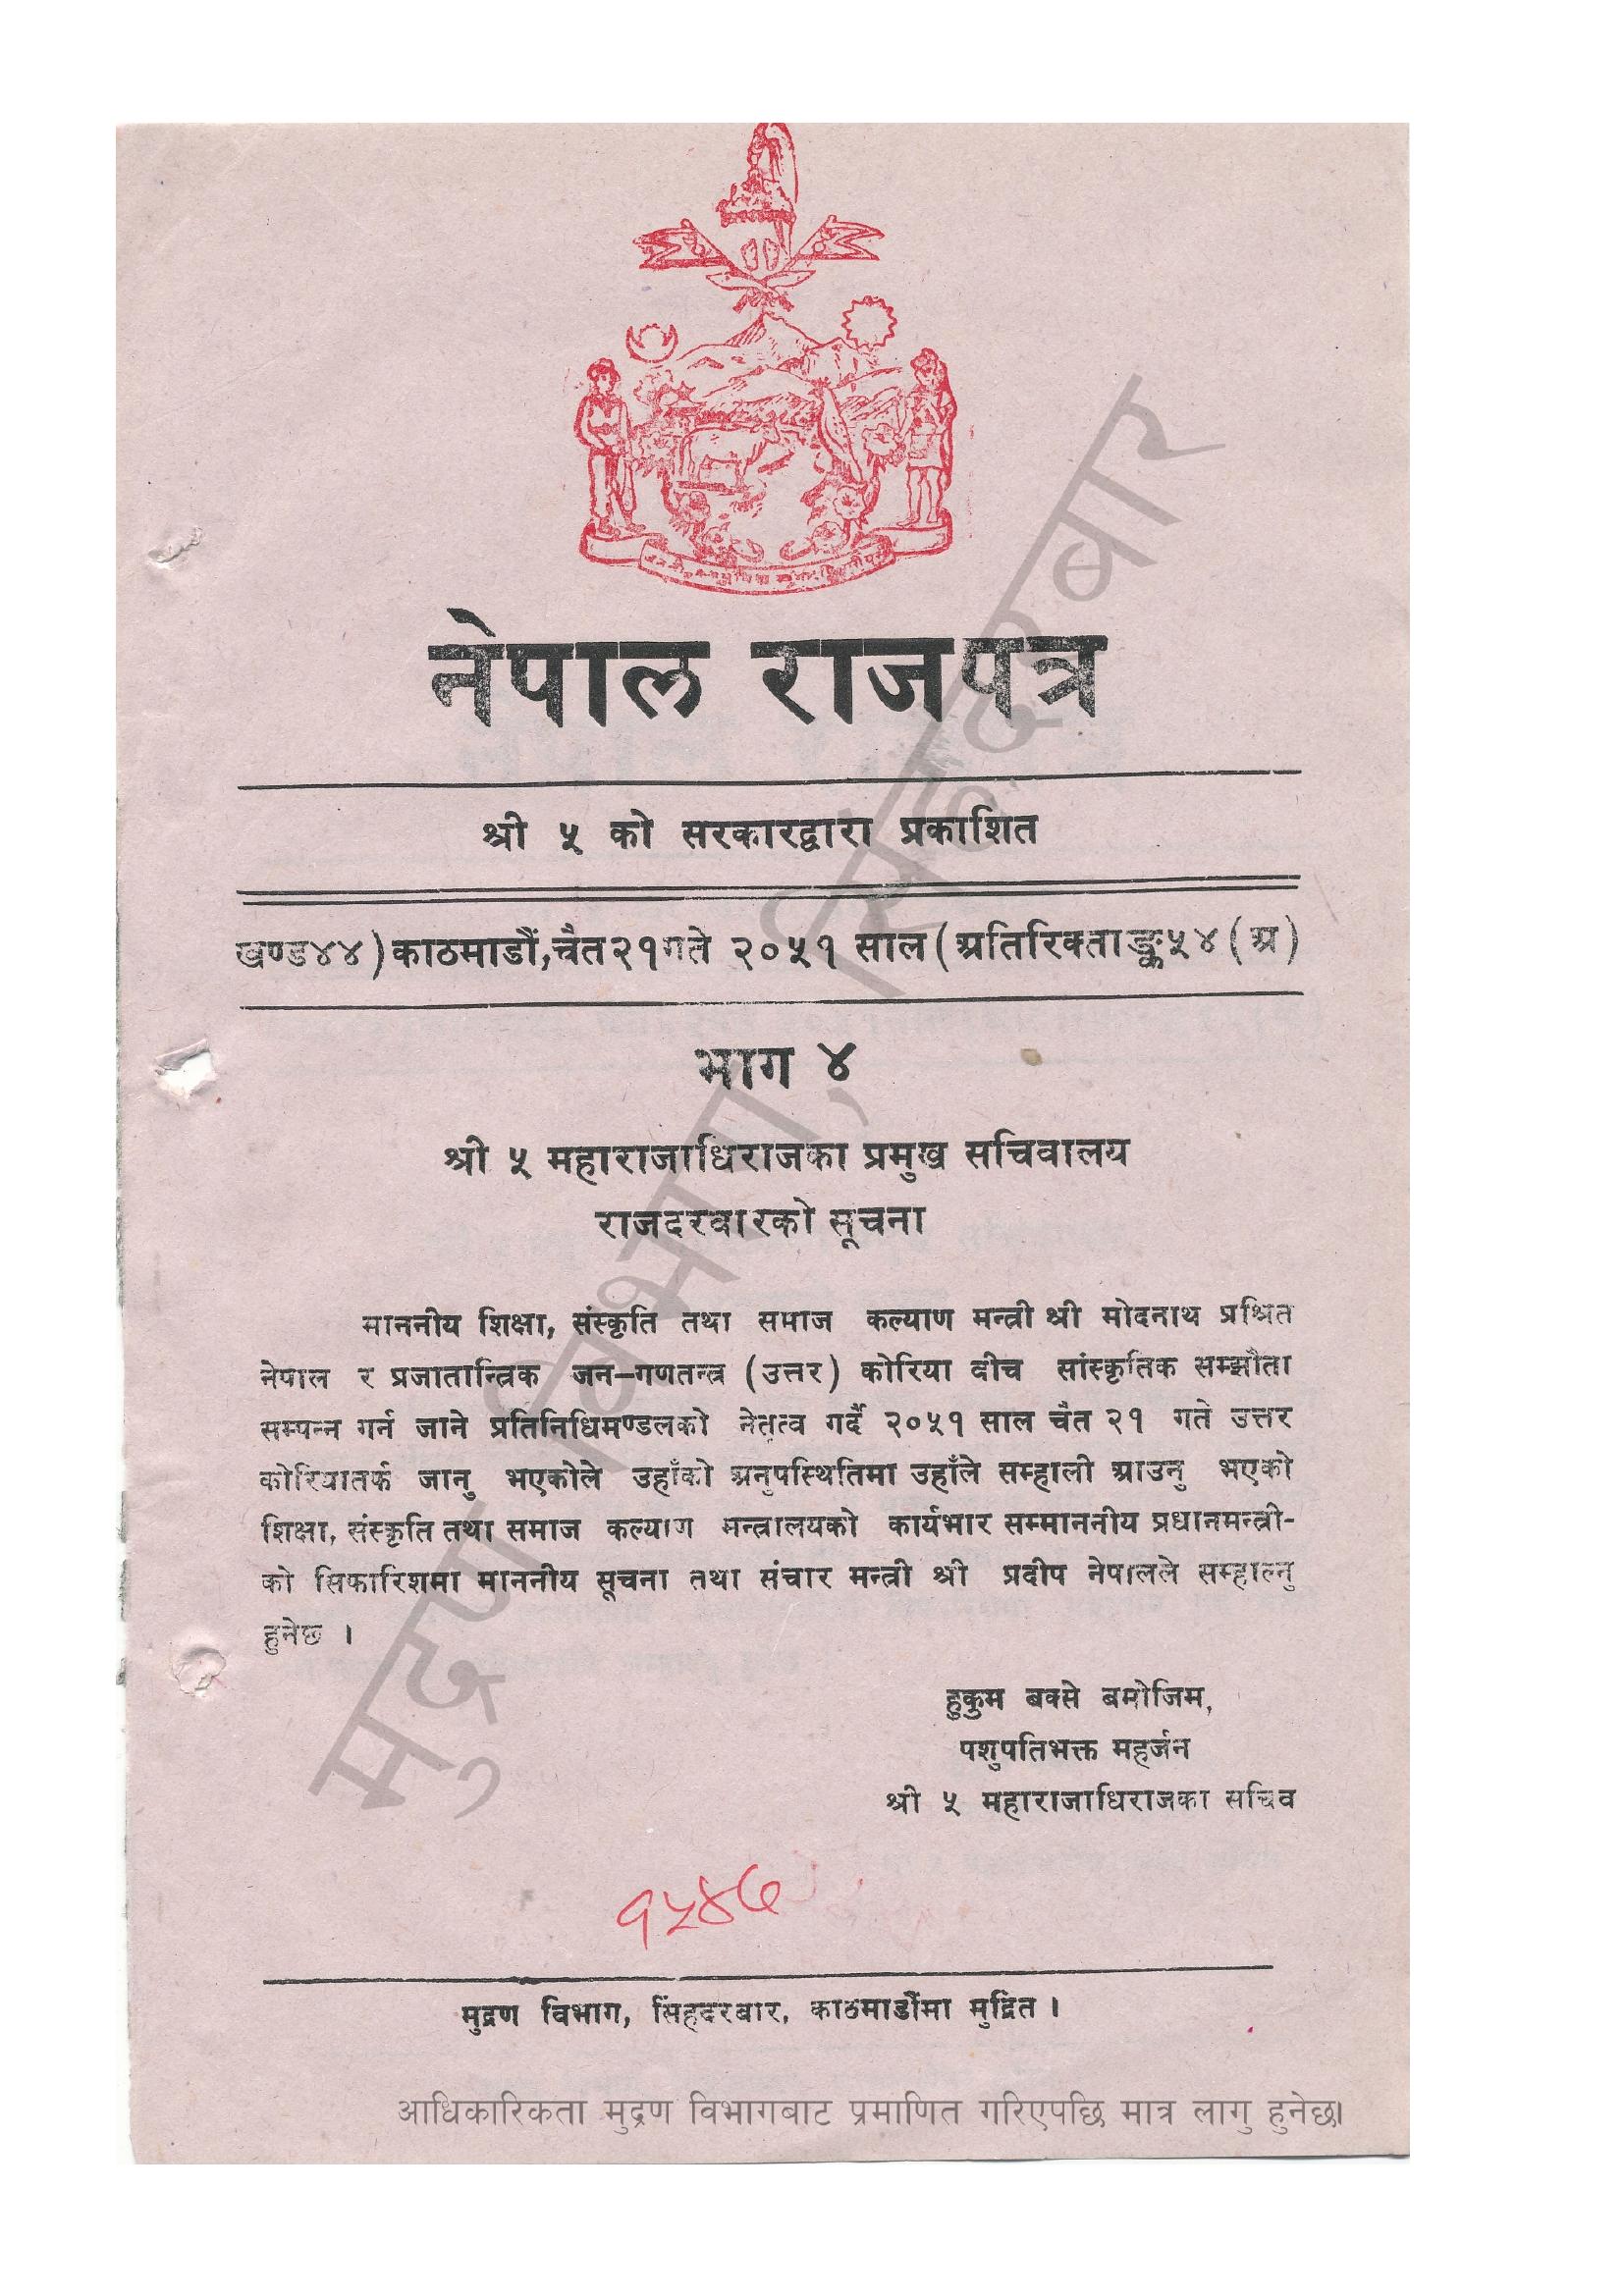 नेपाल राजपत्र
श्री ५ को सरकारद्वारा प्रकाशित
खण्ड४४)काठमाडौं,चैत२१गते २०५१ साल(अतिरिक्ताङ्क५४(अ)
भाग ४
श्री ५ महाराजाधिराजका प्रमुख सचिवालय
राजदरवारको सूचना
माननीय शिक्षा, संस्कृति तथा समाज कल्याण मन्त्री श्री मोदनाथ प्रश्रित
नेपाल र प्रजातान्त्रिक जन–गणतन्त्र (उत्तर) कोरिया बीच सांस्कृतिक सम्झौता
सम्पन्न गर्न जाने प्रतिनिधिमण्डलको नेतृत्व गर्दै २०५१ साल चैत २१ गते उत्तर
कोरियातर्फ जानु भएकोले उहाँको अनुपस्थितिमा उहाँले सम्हाली आउनु भएको
शिक्षा, संस्कृति तथा समाज कल्याण मन्त्रालयको कार्यभार सम्माननीय प्रधानमन्त्री-
को सिफारिशमा माननीय सूचना तथा संचार मन्त्री श्री प्रदीप नेपालले सम्हाल्नु
हुनेछ ।
हुकुम बक्से बमोजिम,
पशुपतिभक्त महर्जन
श्री ५ महाराजाधिराजका सचिव
१५४७
मुद्रण विभाग, सिंहदरबार, काठमाडौंमा मुद्रित ।
आधिकारिकता मुद्रण विभागबाट प्रमाणित गरिएपछि मात्र लागु हुनेछ।
मुद्रण विभाग, सिंहदरबार